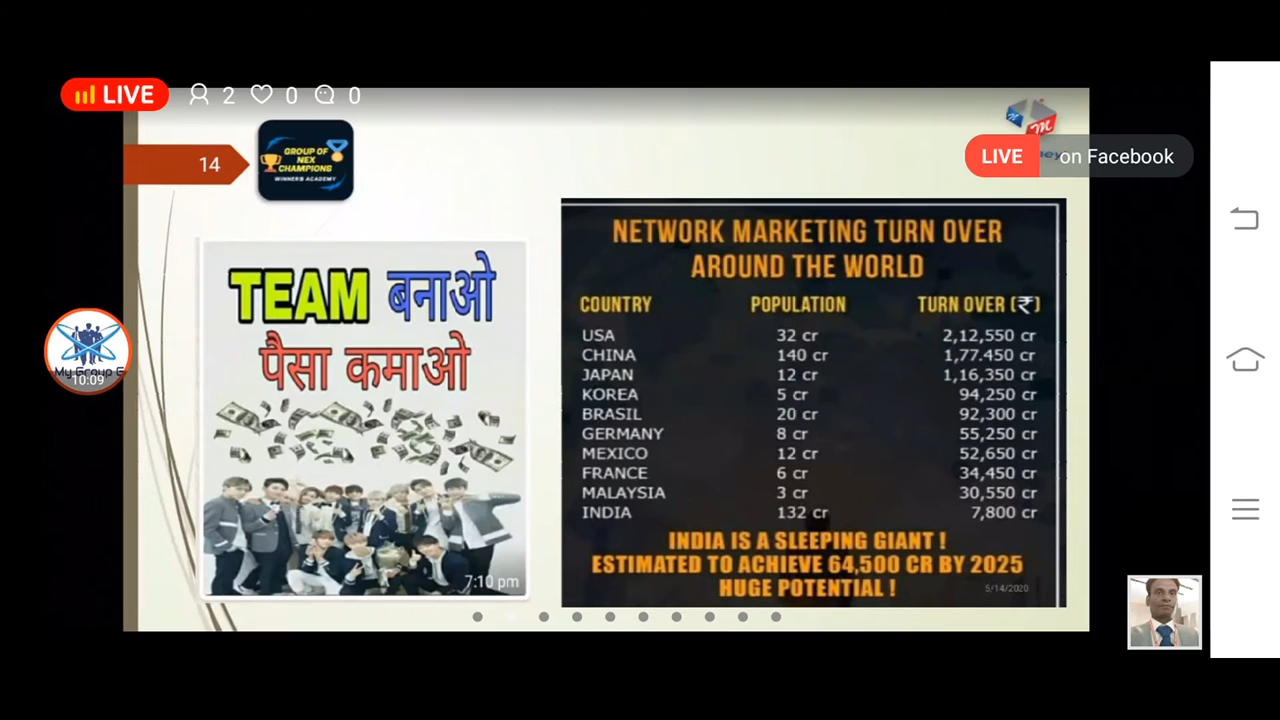 LIVE 2 0 0
LIVE on Facebook
14
GROUP OF
NEX
CHAMPIONS
WINNERS ACADEMY
TEAM बनाओ
पैसा कमाओ
7:10 pm
My Group
10:09
NETWORK MARKETING TURN OVER
AROUND THE WORLD
COUNTRY POPULATION TURN OVER (₹)
USA 32 cr 2,12,550 cr
CHINA 140 cr 1,77.450 cr
JAPAN 12 cr 1,16,350 cr
KOREA 5 cr 94,250 cr
BRASIL 20 cr 92,300 cr
GERMANY 8 cr 55,250 cr
MEXICO 12 cr 52,650 cr
FRANCE 6 cr 34,450 cr
MALAYSIA 3 cr 30,550 cr
INDIA 132 cr 7,800 cr
INDIA IS A SLEEPING GIANT !
ESTIMATED TO ACHIEVE 64,500 CR BY 2025
HUGE POTENTIAL !
5/14/2020